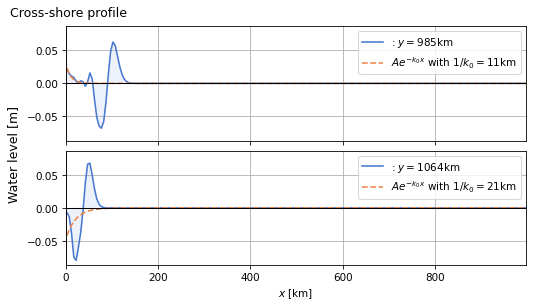 Cross-shore profile
Water level [m]
0.05
0.00
−0.05
: y = 985km
Ae^{−k₀x} with 1/k₀ = 11km
0.05
0.00
−0.05
: y = 1064km
Ae^{−k₀x} with 1/k₀ = 21km
0
200
400
600
800
x [km]